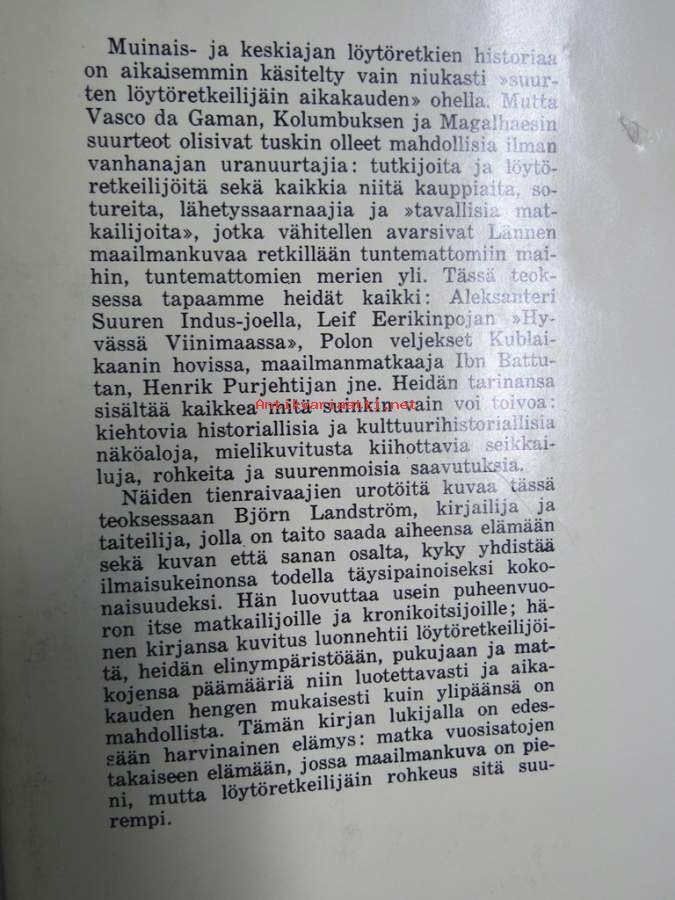 Muinais- ja keskiajan löytöretkien historiaa
on aikaisemmin käsitelty vain niukasti »suur-
ten löytöretkeilijäin aikakauden» ohella. Mutta
Vasco da Gaman, Kolumbuksen ja Magalhaesin
suurteot olisivat tuskin olleet mahdollisia ilman
vanhanajan uranuurtajia: tutkijoita ja löytö-
retkeilijöitä sekä kaikkia niitä kauppiaita, so-
tureita, lähetyssaarnaajia ja »tavallisia mat-
kailijoita», jotka vähitellen avarsivat Lännen
maailmankuvaa retkillään tuntemattomiin mai-
hin, tuntemattomien merien yli. Tässä teok-
sessa tapaamme heidät kaikki: Aleksanteri
Suuren Indus-joella, Leif Eerikinpojan »Hy-
vässä Viinimaassa», Polon veljekset Kublai-
kaanin hovissa, maailmanmatkaaja Ibn Battu-
tan, Henrik Purjehtijan jne. Heidän tarinansa
sisältää kaikkea mitä suinkin vain voi toivoa:
Antikvariaatti.net
kiehtovia historiallisia ja kulttuurihistoriallisia
näköaloja, mielikuvitusta kiihottavia seikkai-
luja, rohkeita ja suurenmoisia saavutuksia.
Näiden tienraivaajien urotöitä kuvaa tässä
teoksessaan Björn Landström, kirjailija ja
taiteilija, jolla on taito saada aiheensa elämään
sekä kuvan että sanan osalta, kyky yhdistää
ilmaisukeinonsa todella täysipainoiseksi koko-
naisuudeksi. Hän luovuttaa usein puheenvuo-
ron itse matkailijoille ja kronikoitsijoille; hä-
nen kirjansa kuvitus luonnehtii löytöretkeilijöi-
tä, heidän elinympäristöään, pukujaan ja mat-
kojensa päämääriä niin luotettavasti ja aika-
kauden hengen mukaisesti kuin ylipäänsä on
mahdollista. Tämän kirjan lukijalla on edes-
sään harvinainen elämys: matka vuosisatojen
takaiseen elämään, jossa maailmankuva on pie-
ni, mutta löytöretkeilijäin rohkeus sitä suu-
rempi.